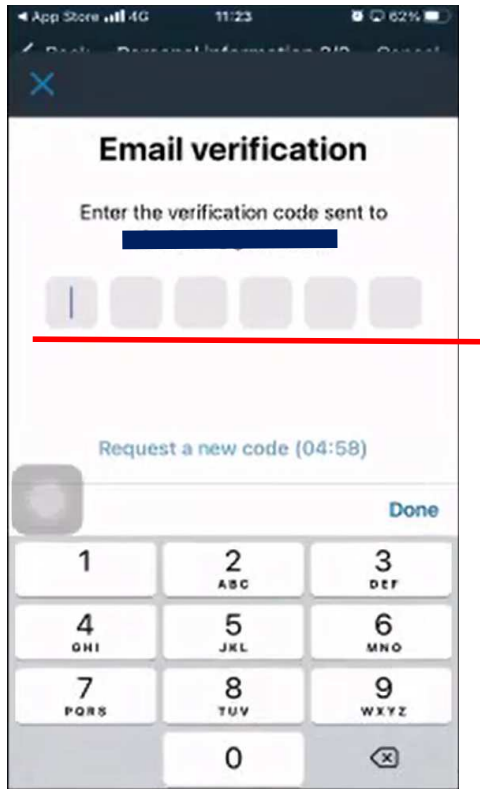 App Store 4G 11:23 62%
Email verification
Enter the verification code sent to
Request a new code (04:58)
Done
1
2
ABC
3
DEF
4
GHI
5
JKL
6
MNO
7
PQRS
8
TUV
9
WXYZ
0